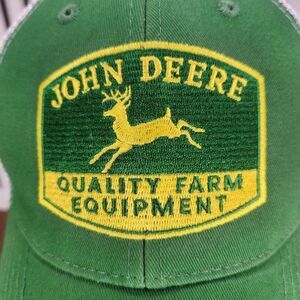 JOHN DEERE
QUALITY FARM
EQUIPMENT